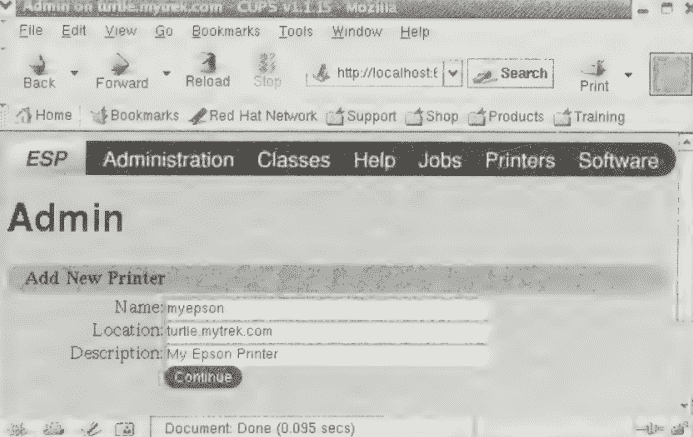 Admin on turtle.mytrek.com - CUPS v1.1.15 - Mozilla
File Edit View Go Bookmarks Tools Window Help
Back Forward Reload Stop http://localhost:6 Search Print
Home Bookmarks Red Hat Network Support Shop Products Training
ESP Administration Classes Help Jobs Printers Software
Admin
Add New Printer
Name: myepson
Location: turtle.mytrek.com
Description: My Epson Printer
Continue
Document: Done (0.095 secs)